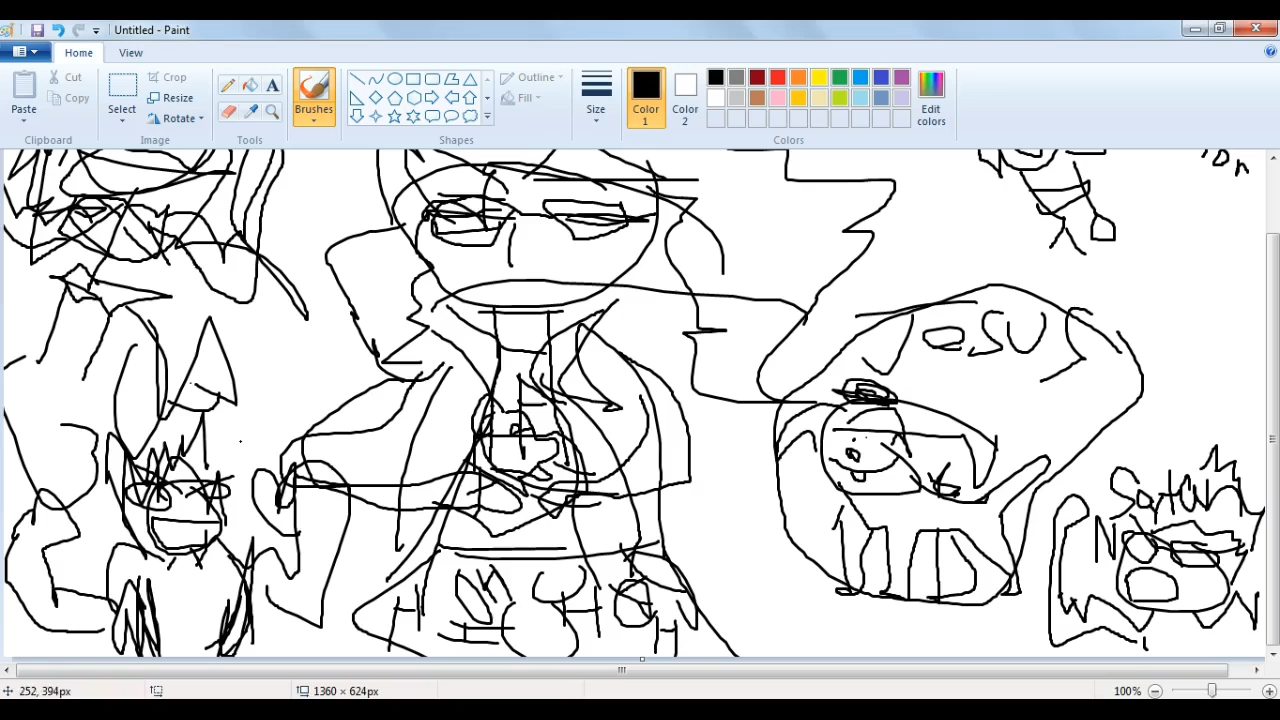 Untitled - Paint
Home
View
Paste
Cut
Copy
Clipboard
Select
Crop
Resize
Rotate
Image
Tools
Brushes
Outline
Fill
Shapes
Size
Color
1
Color
2
Edit
colors
Colors
252, 394px
1360 × 624px
100%